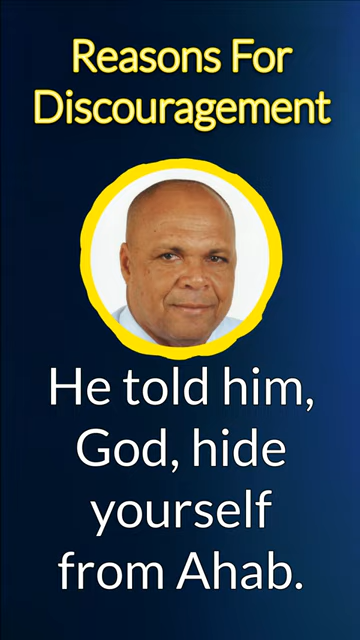 Reasons For
Discouragement
He told him,
God, hide
yourself
from Ahab.